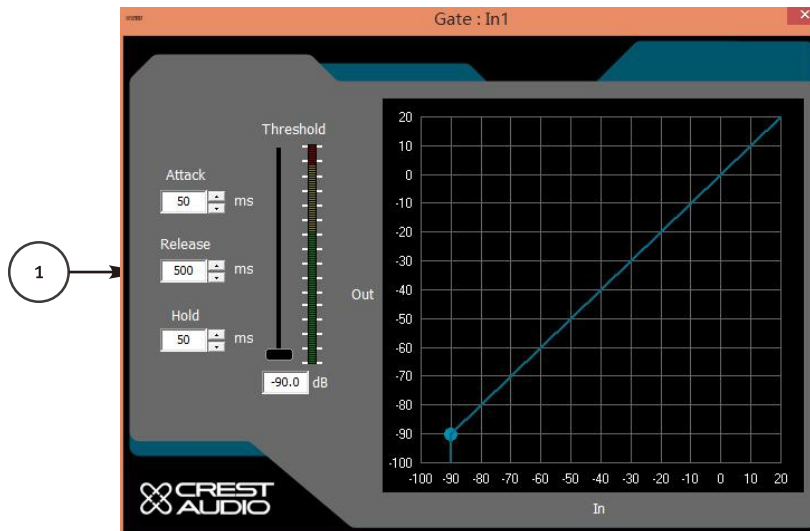 Gate : In1
1
Threshold
Attack
50 ms
Release
500 ms
Hold
50 ms
-90.0 dB
Out
20
10
0
-10
-20
-30
-40
-50
-60
-70
-80
-90
-100
-100 -90 -80 -70 -60 -50 -40 -30 -20 -10 0 10 20
In
CREST
AUDIO